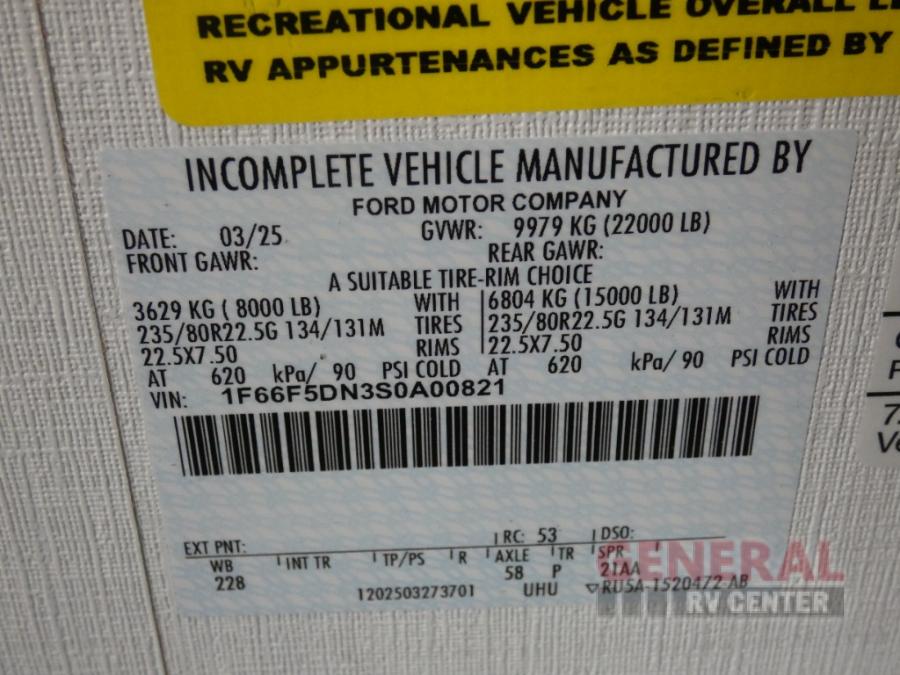 RECREATIONAL VEHICLE OVERALL
RV APPURTENANCES AS DEFINED BY
INCOMPLETE VEHICLE MANUFACTURED BY
FORD MOTOR COMPANY
DATE: 03/25 GVWR: 9979 KG (22000 LB)
FRONT GAWR: REAR GAWR:
A SUITABLE TIRE-RIM CHOICE
3629 KG ( 8000 LB) WITH 6804 KG (15000 LB) WITH
235/80R22.5G 134/131M TIRES 235/80R22.5G 134/131M TIRES
22.5X7.50 RIMS 22.5X7.50 RIMS
AT 620 kPa/ 90 PSI COLD AT 620 kPa/ 90 PSI COLD
VIN: 1F66F5DN3S0A00821
EXT PNT: RC: 53 DSO:
WB INT TR TP/PS R AXLE TR SPR
228 58 P 21AA
1202503273701 UHU RU5A-1520472-AB
GENERAL
RV CENTER